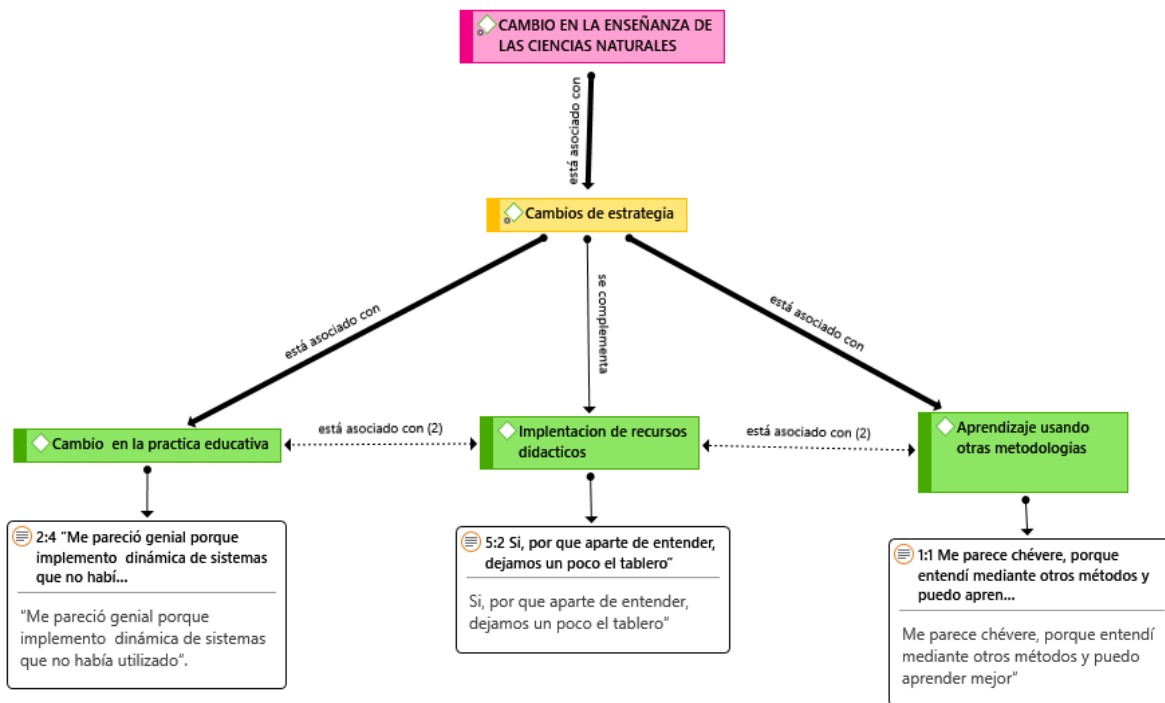 CAMBIO EN LA ENSEÑANZA DE
LAS CIENCIAS NATURALES
está asociado con
Cambios de estrategia
está asociado con
se complementa
está asociado con
Cambio en la practica educativa
está asociado con (2)
Implentacion de recursos
didacticos
está asociado con (2)
Aprendizaje usando
otras metodologias
2:4 "Me pareció genial porque
implemento dinámica de sistemas
que no habí...
"Me pareció genial porque
implemento dinámica de sistemas
que no había utilizado".
5:2 Si, por que aparte de entender,
dejamos un poco el tablero"
Si, por que aparte de entender,
dejamos un poco el tablero"
1:1 Me parece chévere, porque
entendí mediante otros métodos y
puedo apren...
Me parece chévere, porque entendí
mediante otros métodos y puedo
aprender mejor"